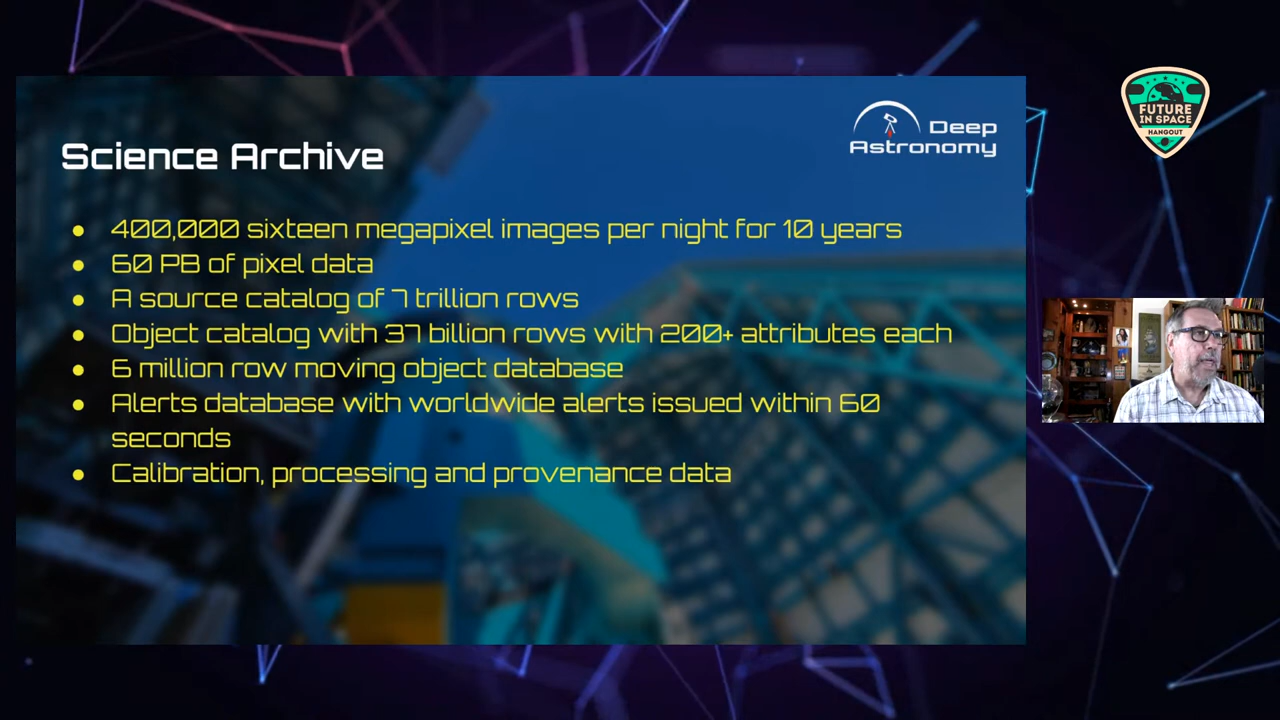 Deep
Astronomy
FUTURE
IN SPACE
HANGOUT
Science Archive
● 400,000 sixteen megapixel images per night for 10 years
● 60 PB of pixel data
● A source catalog of 7 trillion rows
● Object catalog with 37 billion rows with 200+ attributes each
● 6 million row moving object database
● Alerts database with worldwide alerts issued within 60
seconds
● Calibration, processing and provenance data